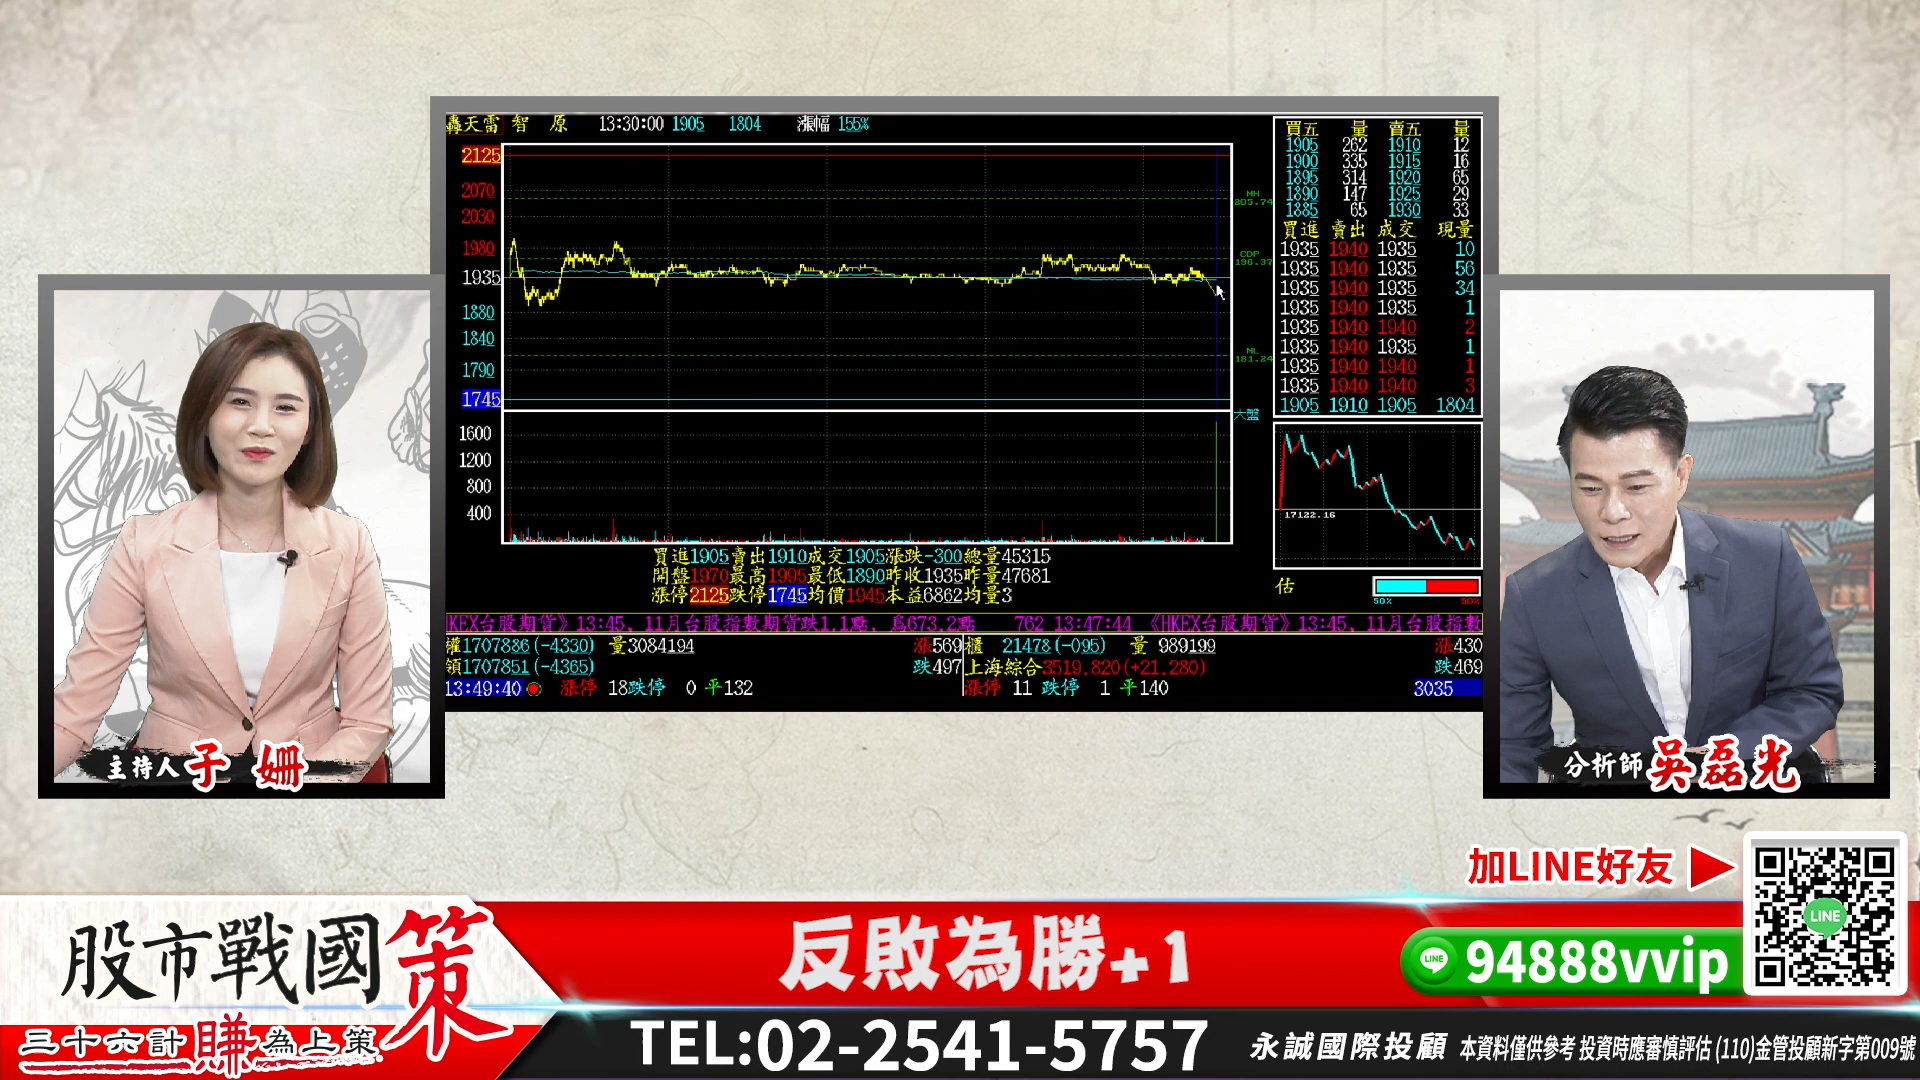 轟天雷 智 原 13:30:00 1905 1804 漲幅 155%
2125
2070
2030
1980
1935
1880
1840
1790
1745
1600
1200
800
400
NH
205.74
CDP
196.37
NL
181.24
大盤
買五 量 賣五 量
1905 262 1910 12
1900 335 1915 16
1895 314 1920 65
1890 147 1925 29
1885 65 1930 33
買進 賣出 成交 現量
1935 1940 1935 10
1935 1940 1935 56
1935 1940 1935 34
1935 1940 1935 1
1935 1940 1940 2
1935 1940 1935 1
1935 1940 1940 1
1935 1940 1940 3
1905 1910 1905 1804
17122.16
估
50% 50%
買進1905賣出1910成交1905漲跌-300總量45315
開盤1970最高1995最低1890昨收1935昨量47681
漲停2125跌停1745均價1945本益6862均量3
HKEX台股期貨》13:45, 11月台股指數期貨跌1.1點, 為673.2點 762 13:47:44 《HKEX台股期貨》13:45, 11月台股指數
權1707886(-4330) 量3084194 漲569 櫃 21478(-095) 量 989199 漲430
領1707851(-4365) 跌497 上海綜合3519.820(+21.280) 跌469
13:49:40 漲停 18跌停 0 平132 漲停 11 跌停 1 平140 3035
主持人子 姍
分析師吳磊光
加LINE好友
LINE
LINE 94888vvip
股市戰國策
三十六計賺為上策
反敗為勝+1
TEL:02-2541-5757
永誠國際投顧 本資料僅供參考 投資時應審慎評估 (110)金管投顧新字第009號